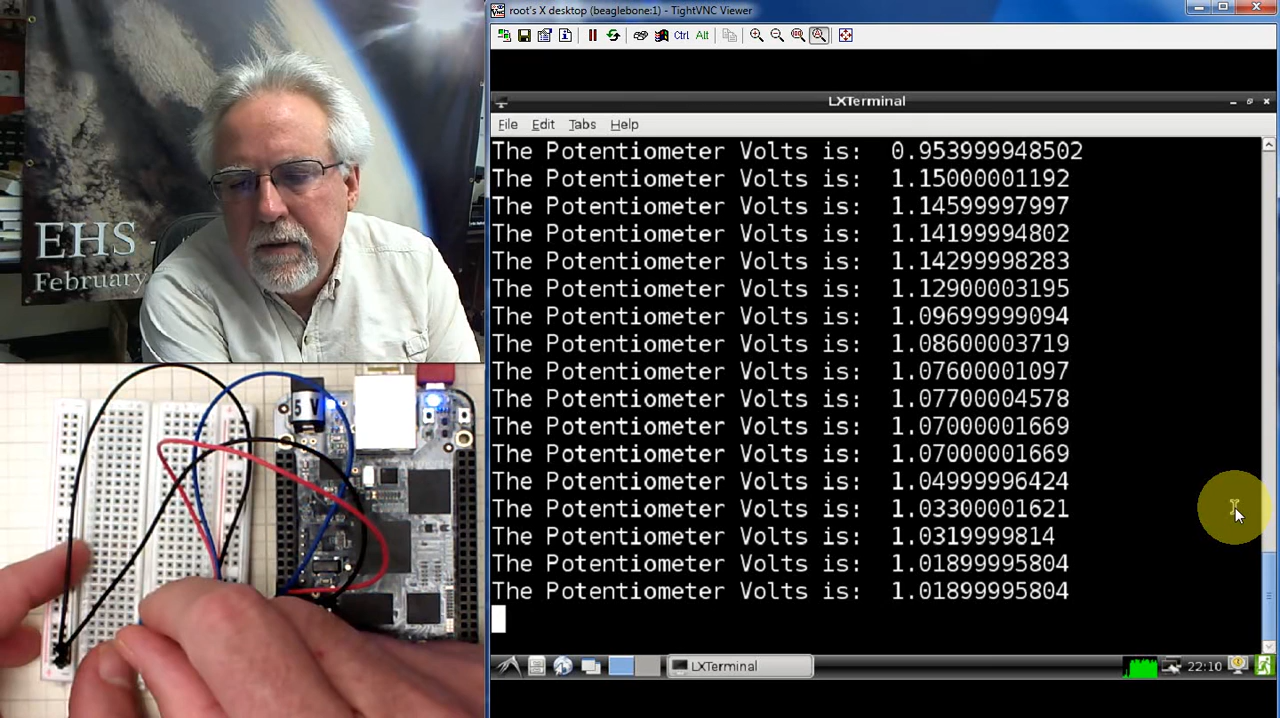 root's X desktop (beaglebone:1) - TightVNC Viewer
Ctrl Alt
LXTerminal
File Edit Tabs Help
The Potentiometer Volts is: 0.953999948502
The Potentiometer Volts is: 1.15000001192
The Potentiometer Volts is: 1.14599997997
The Potentiometer Volts is: 1.14199994802
The Potentiometer Volts is: 1.14299998283
The Potentiometer Volts is: 1.12900003195
The Potentiometer Volts is: 1.09699999094
The Potentiometer Volts is: 1.08600003719
The Potentiometer Volts is: 1.07600001097
The Potentiometer Volts is: 1.07700004578
The Potentiometer Volts is: 1.07000001669
The Potentiometer Volts is: 1.07000001669
The Potentiometer Volts is: 1.04999996424
The Potentiometer Volts is: 1.03300001621
The Potentiometer Volts is: 1.0319999814
The Potentiometer Volts is: 1.01899995804
The Potentiometer Volts is: 1.01899995804
LXTerminal
22:10
EHS -
February
5 V